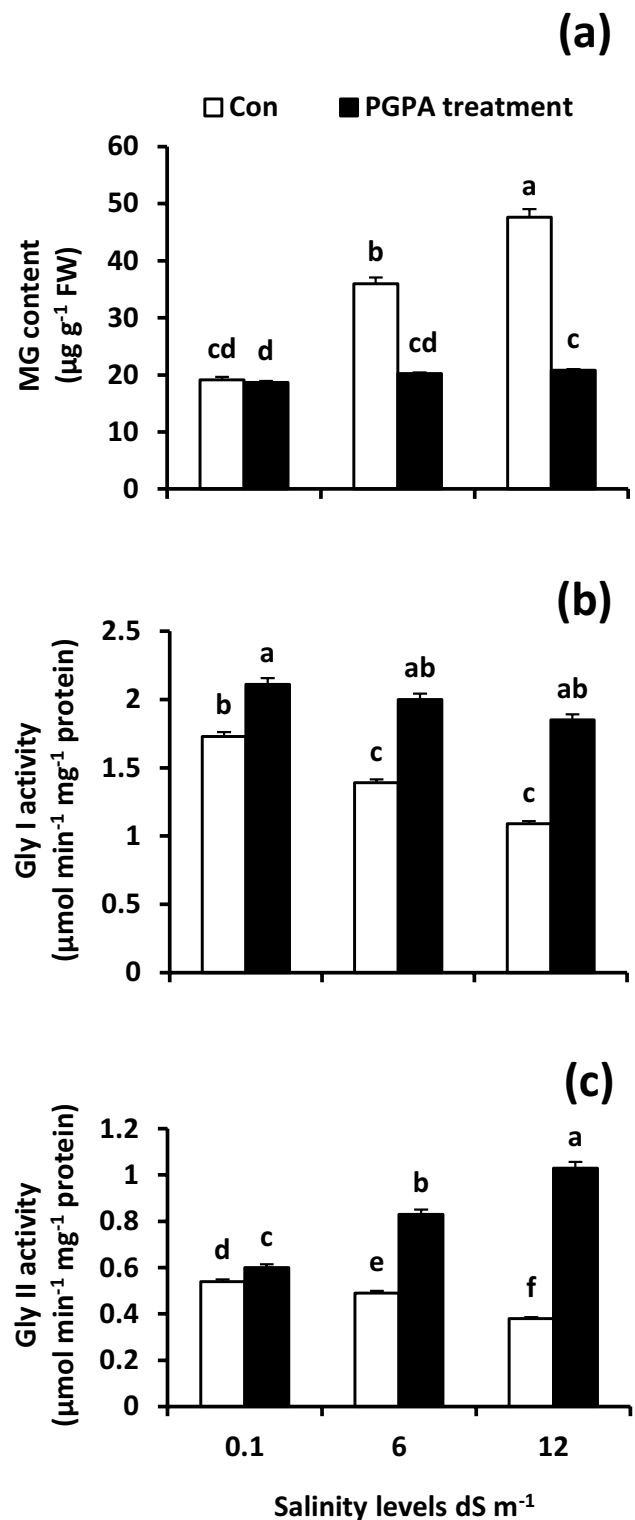 (a)
Con PGPA treatment
MG content
(µg g-1 FW)
60
50
40
30
20
10
0
cd d b cd a c
(b)
Gly I activity
(µmol min-1 mg-1 protein)
2.5
2
1.5
1
0.5
0
b a c ab c ab
(c)
Gly II activity
(µmol min-1 mg-1 protein)
1.2
1
0.8
0.6
0.4
0.2
0
d c e b f a
0.1 6 12
Salinity levels dS m-1